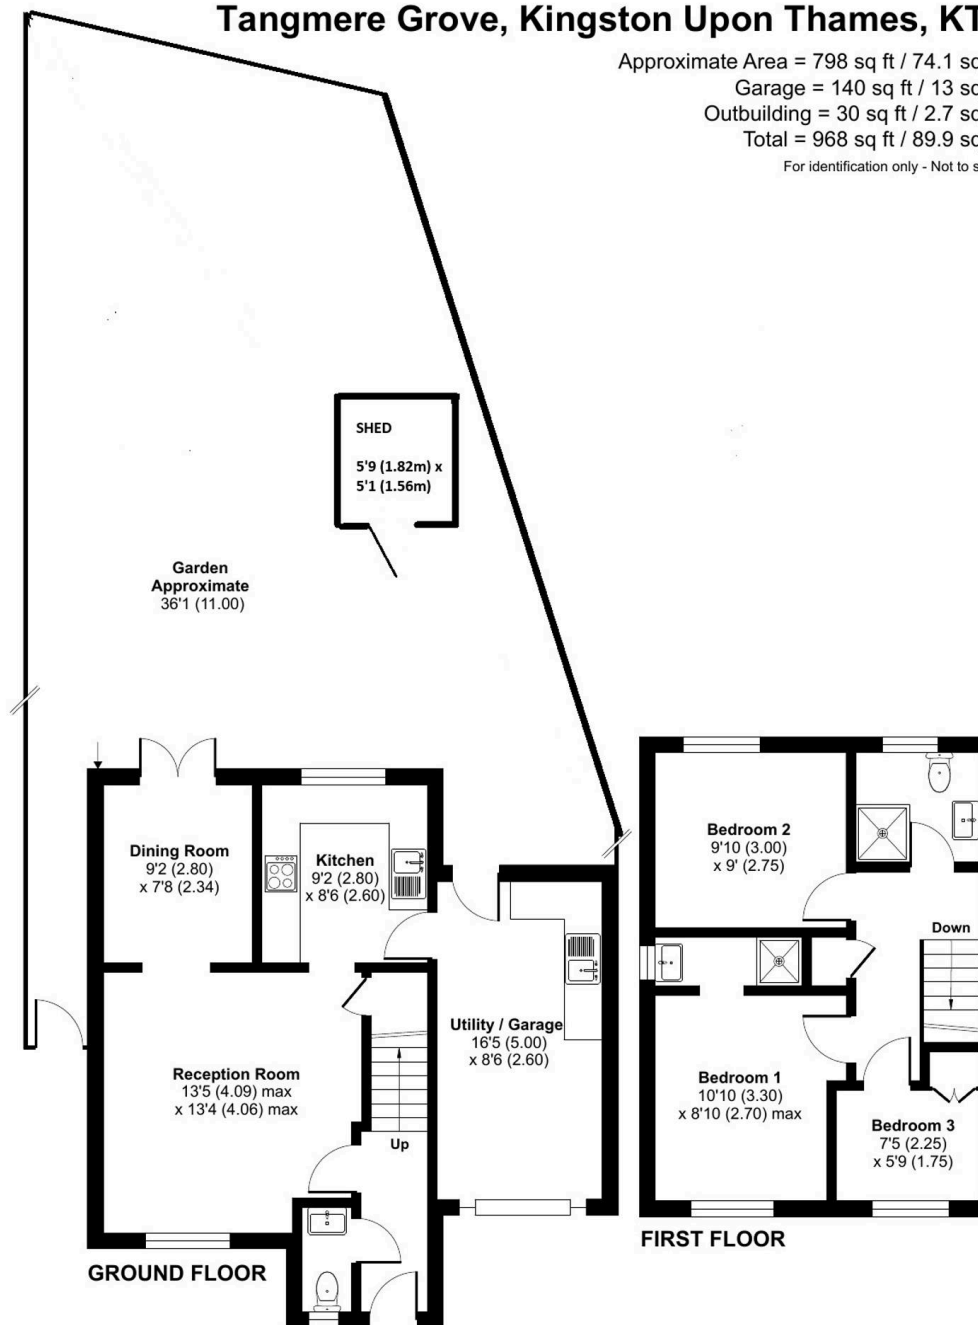 Tangmere Grove, Kingston Upon Thames, KT
Approximate Area = 798 sq ft / 74.1 sq
Garage = 140 sq ft / 13 sq
Outbuilding = 30 sq ft / 2.7 sq
Total = 968 sq ft / 89.9 sq
For identification only - Not to s
SHED
5'9 (1.82m) x
5'1 (1.56m)
Garden
Approximate
36'1 (11.00)
Dining Room
9'2 (2.80)
x 7'8 (2.34)
Kitchen
9'2 (2.80)
x 8'6 (2.60)
Utility / Garage
16'5 (5.00)
x 8'6 (2.60)
Reception Room
13'5 (4.09) max
x 13'4 (4.06) max
Up
GROUND FLOOR
Bedroom 2
9'10 (3.00)
x 9' (2.75)
Down
Bedroom 1
10'10 (3.30)
x 8'10 (2.70) max
Bedroom 3
7'5 (2.25)
x 5'9 (1.75)
FIRST FLOOR